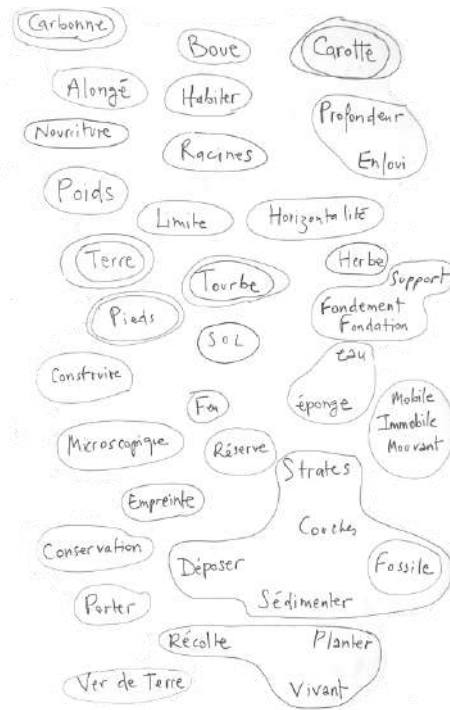 Carbonne
Boue
Carotte
Alongé
Habiter
Profondeur
Enfoui
Nourriture
Racines
Poids
Limite
Horizontalité
Terre
Tourbe
Herbe
Support
Fondement
Fondation
Pieds
SOL
Construire
eau
éponge
Feu
Mobile
Immobile
Mouvant
Microscopique
Réserve
Strates
Empreinte
Couches
Conservation
Déposer
Fossile
Sédimenter
Porter
Récolte
Planter
Ver de Terre
Vivant